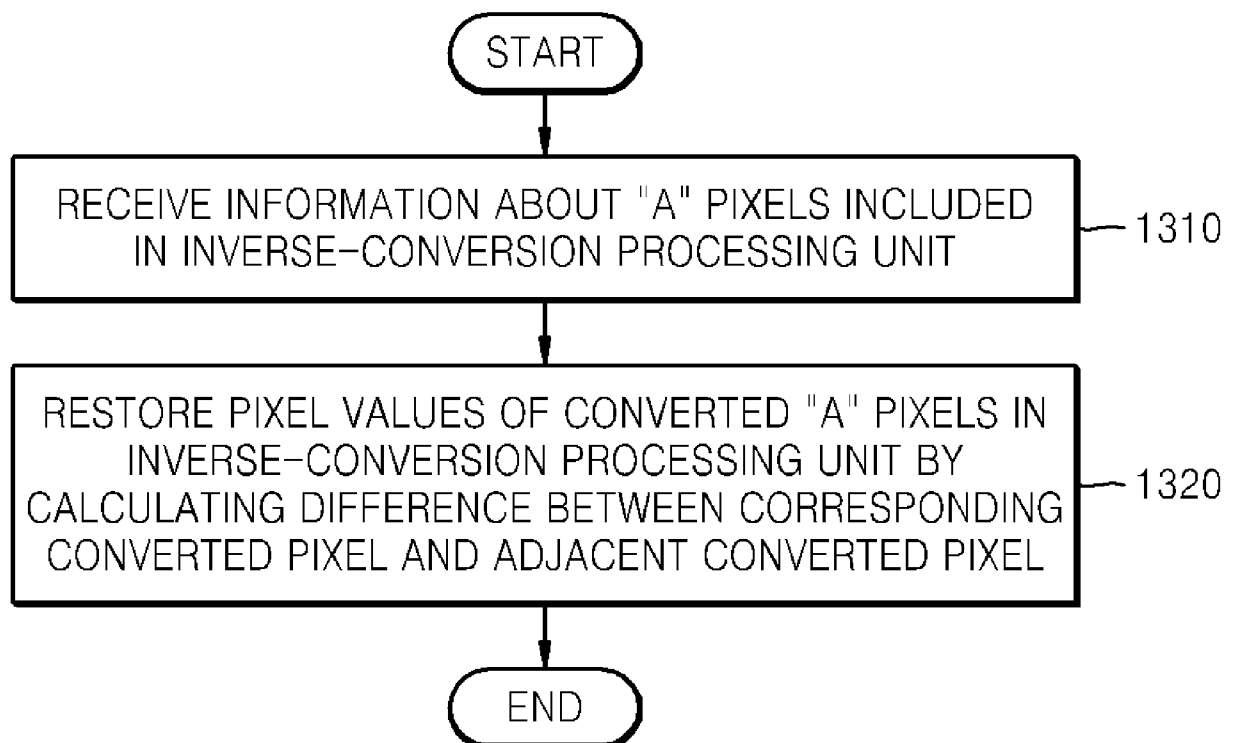 START
RECEIVE INFORMATION ABOUT "A" PIXELS INCLUDED
IN INVERSE-CONVERSION PROCESSING UNIT
1310
RESTORE PIXEL VALUES OF CONVERTED "A" PIXELS IN
INVERSE-CONVERSION PROCESSING UNIT BY
CALCULATING DIFFERENCE BETWEEN CORRESPONDING
CONVERTED PIXEL AND ADJACENT CONVERTED PIXEL
1320
END